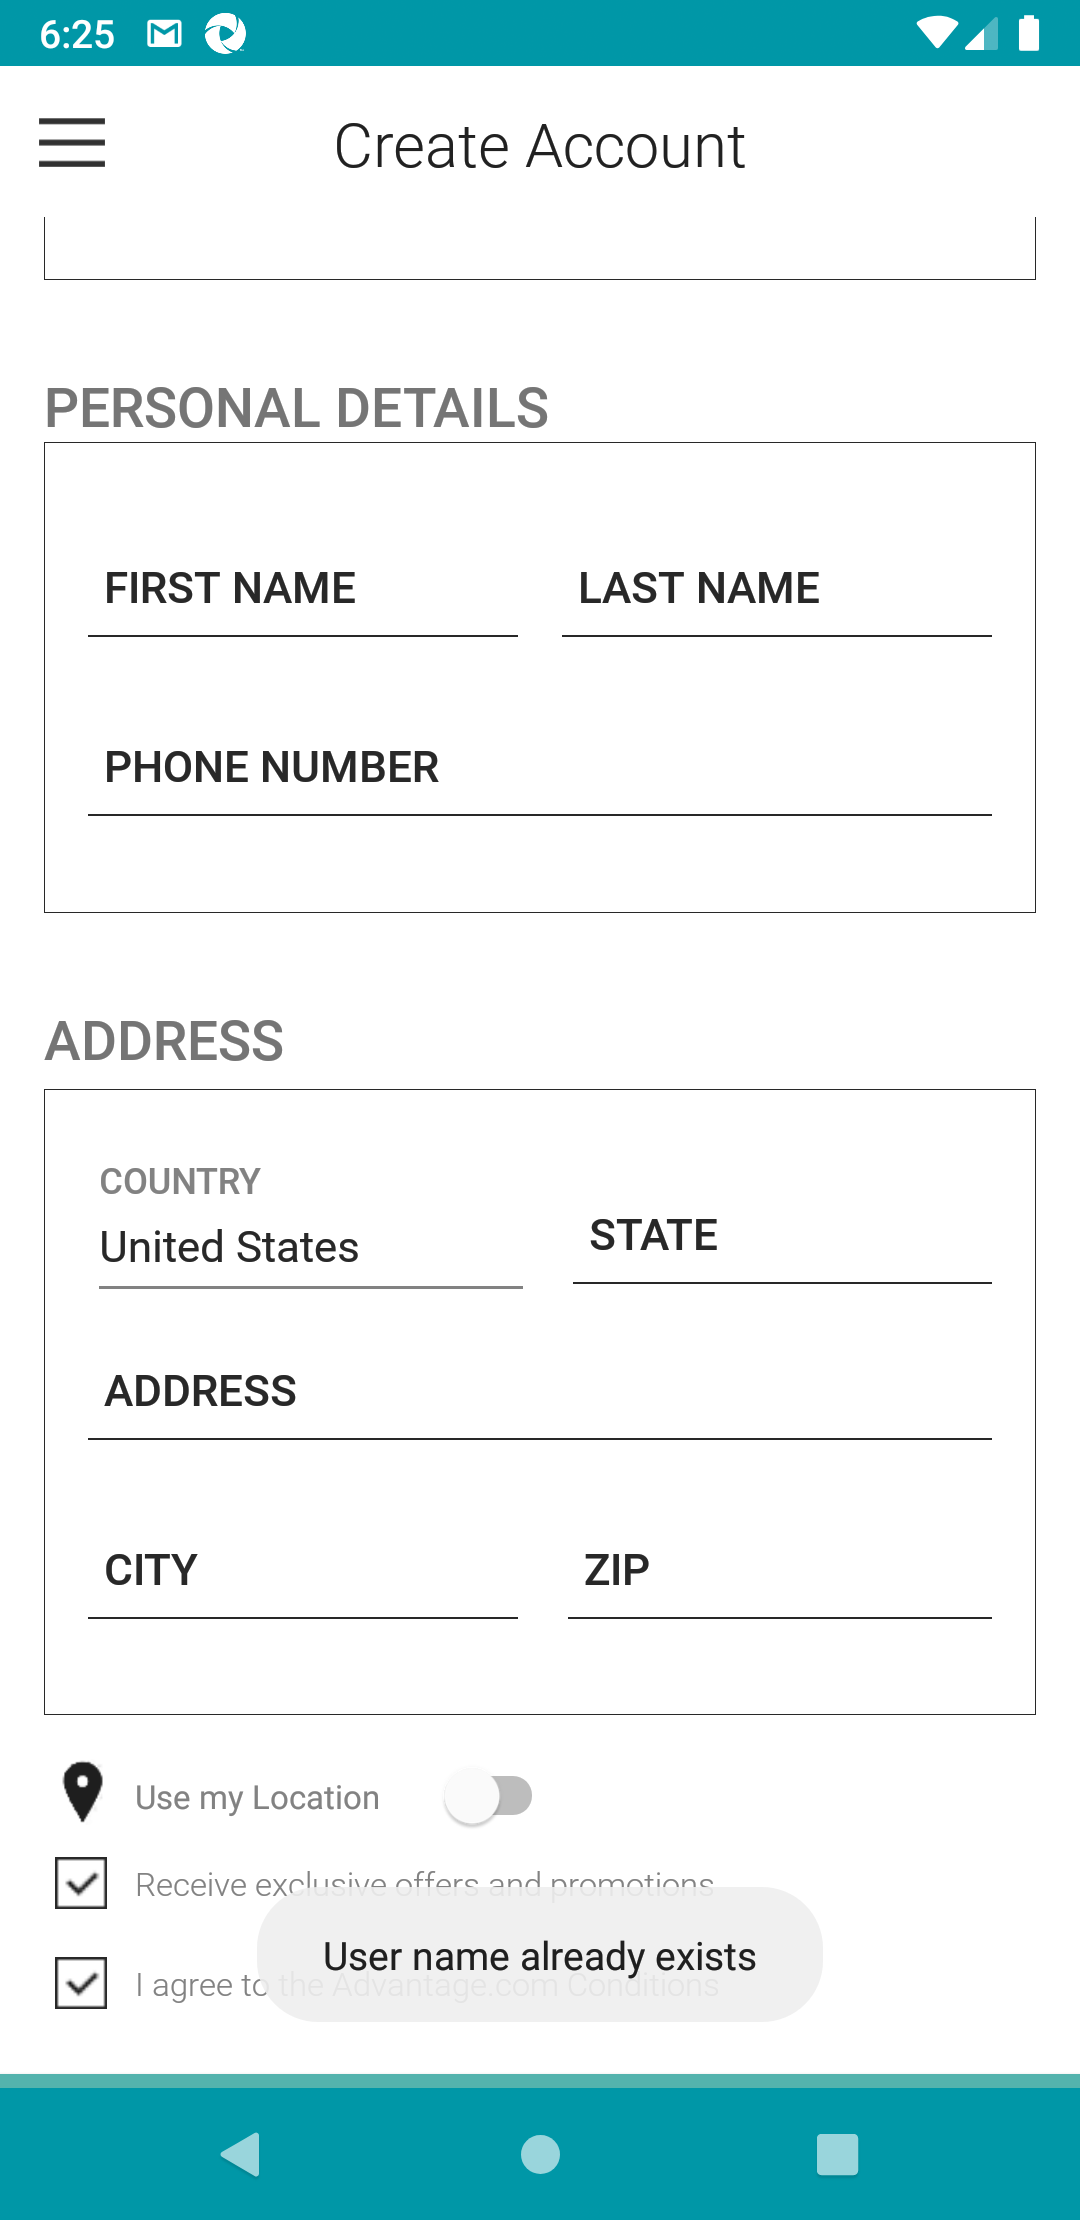 6:25
Create Account
PERSONAL DETAILS
FIRST NAME LAST NAME
PHONE NUMBER
ADDRESS
COUNTRY
United States STATE
ADDRESS
CITY ZIP
Use my Location
Receive exclusive offers and promotions
User name already exists
I agree to the Advantage.com Conditions